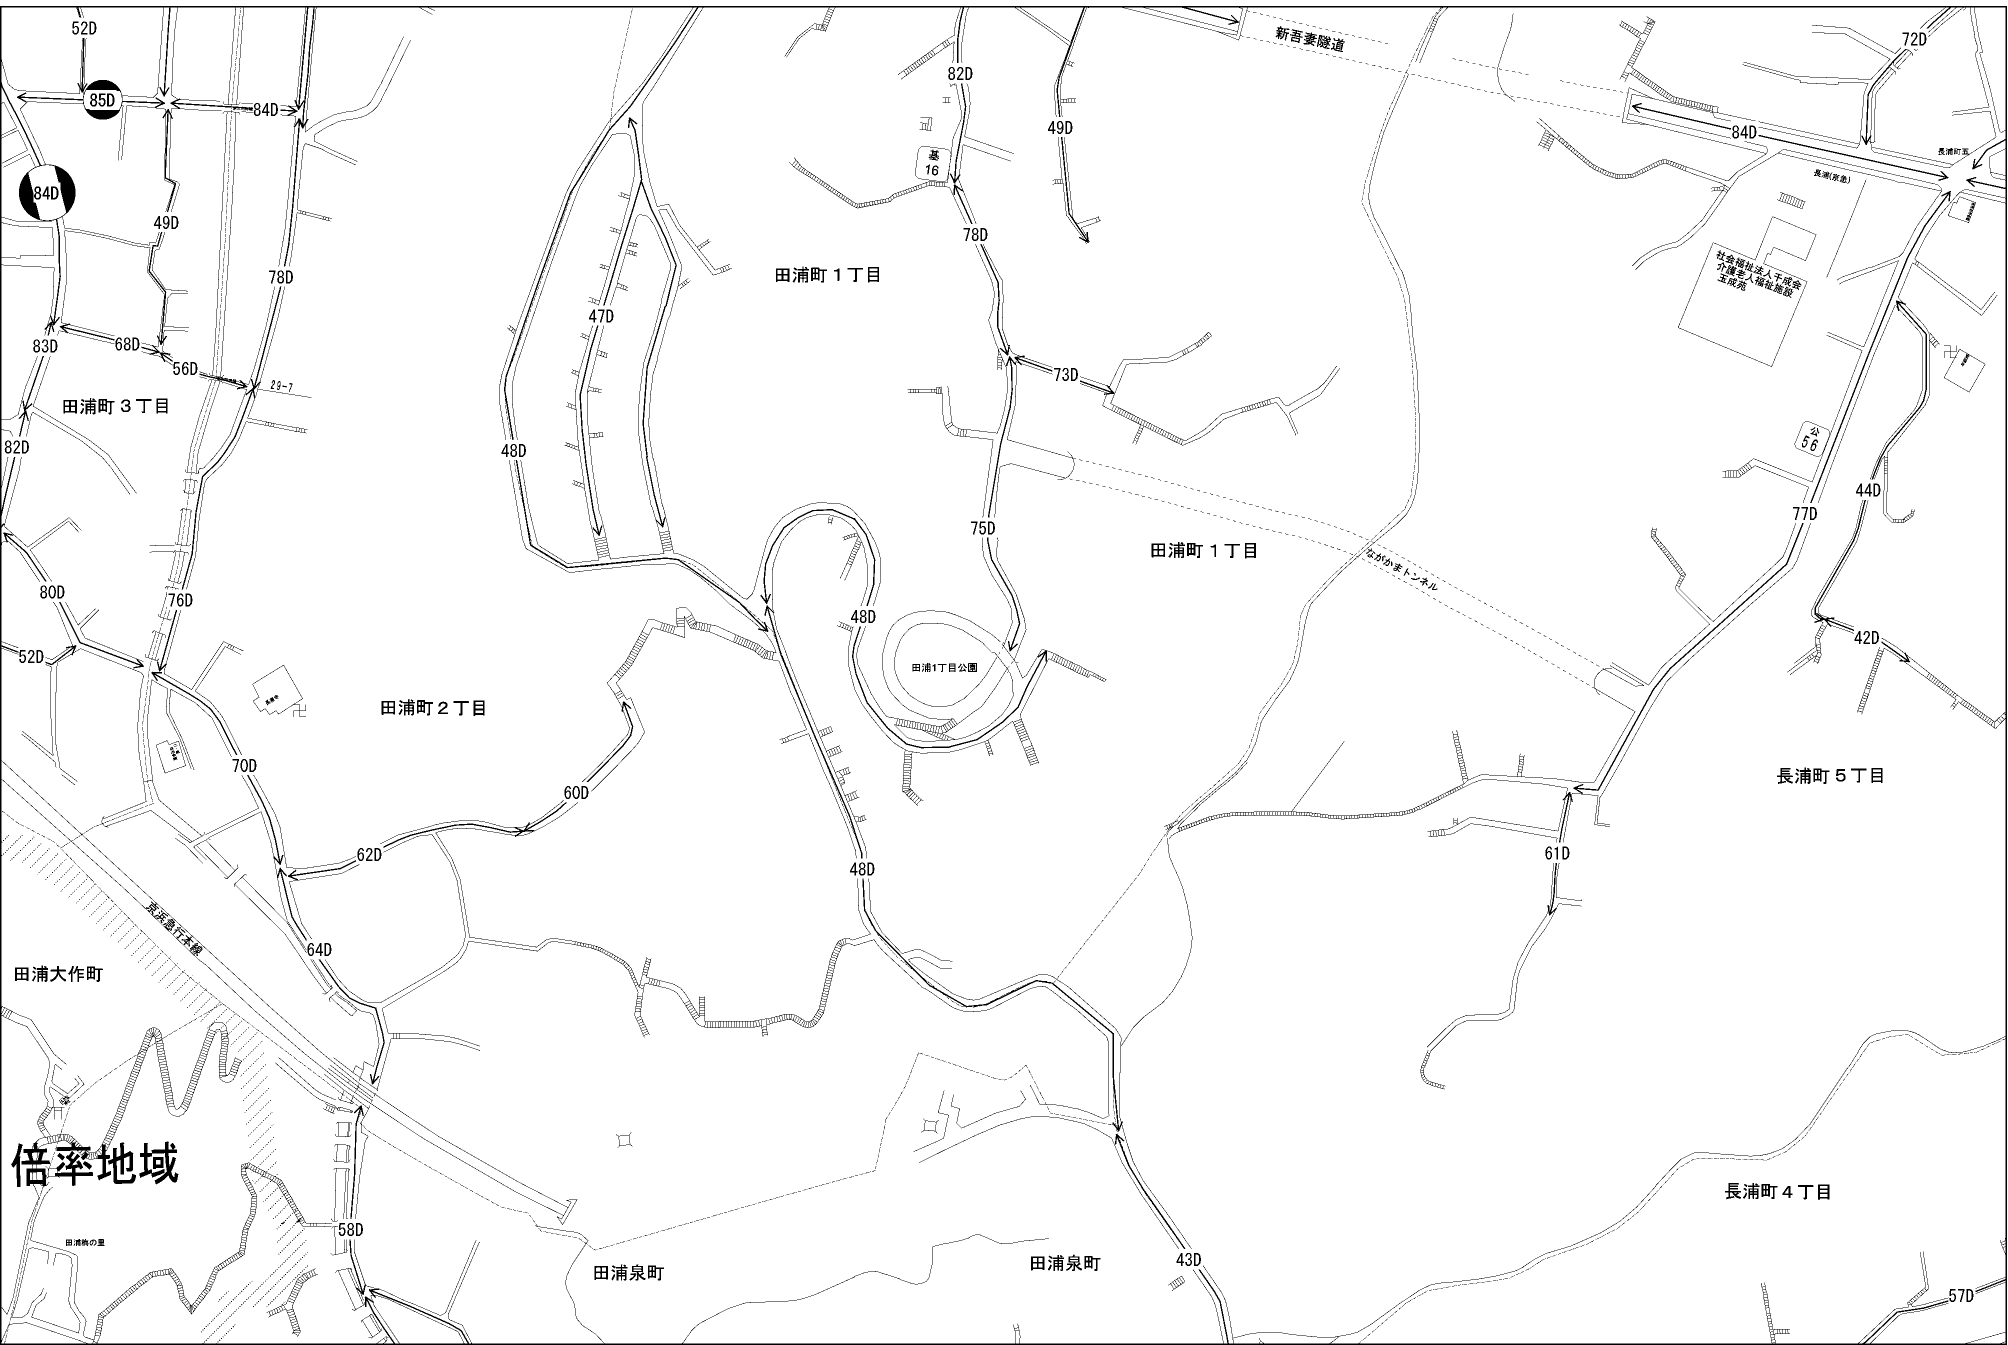 52D
新吾妻隧道
72D
82D
85D
84D
49D
84D
長浦町五
基
16
長浦(京急)
84D
49D
78D
78D
田浦町1丁目
社会福祉法人千成会
介護老人福祉施設
玉成苑
47D
83D
68D
56D
73D
29-7
田浦町3丁目
公
56
82D
48D
44D
75D
77D
田浦町1丁目
ながかまトンネル
80D
76D
48D
42D
52D
田浦1丁目公園
田浦町2丁目
70D
長浦町5丁目
60D
62D
48D
61D
京浜急行本線
64D
田浦大作町
倍率地域
長浦町4丁目
58D
田浦梅の里
田浦泉町
田浦泉町
43D
57D